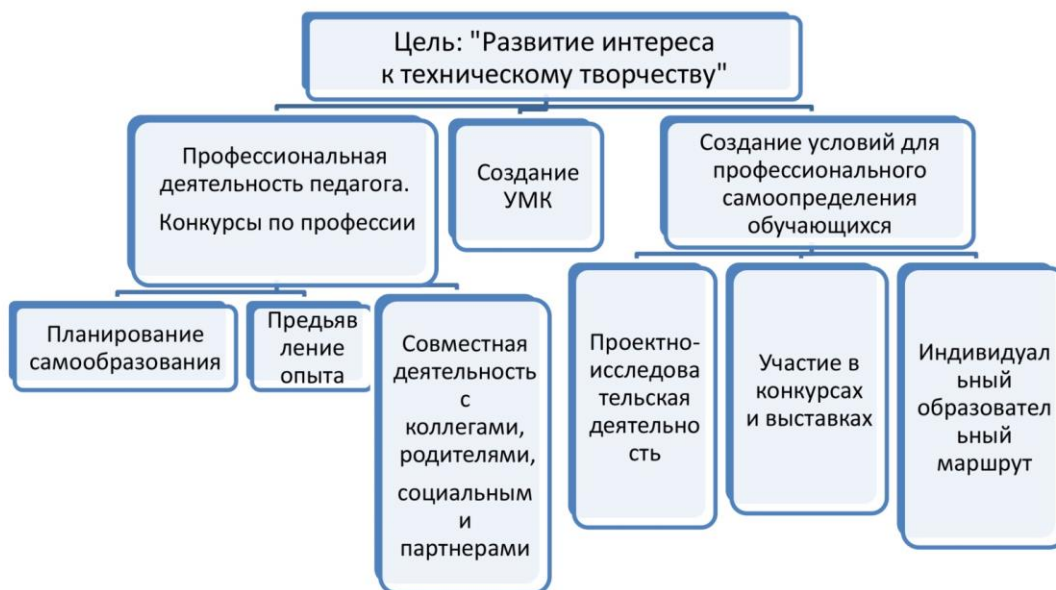 Цель: "Развитие интереса
к техническому творчеству"
Профессиональная
деятельность педагога.
Конкурсы по профессии
Создание
УМК
Создание условий для
профессионального
самоопределения
обучающихся
Планирование
самообразования
Предъяв
ление
опыта
Совместная
деятельность
с
коллегами,
родителями,
социальным
и
партнерами
Проектно-
исследова
тельская
деятельно
сть
Участие в
конкурсах
и выставках
Индивидуал
ьный
образовател
ьный
маршрут